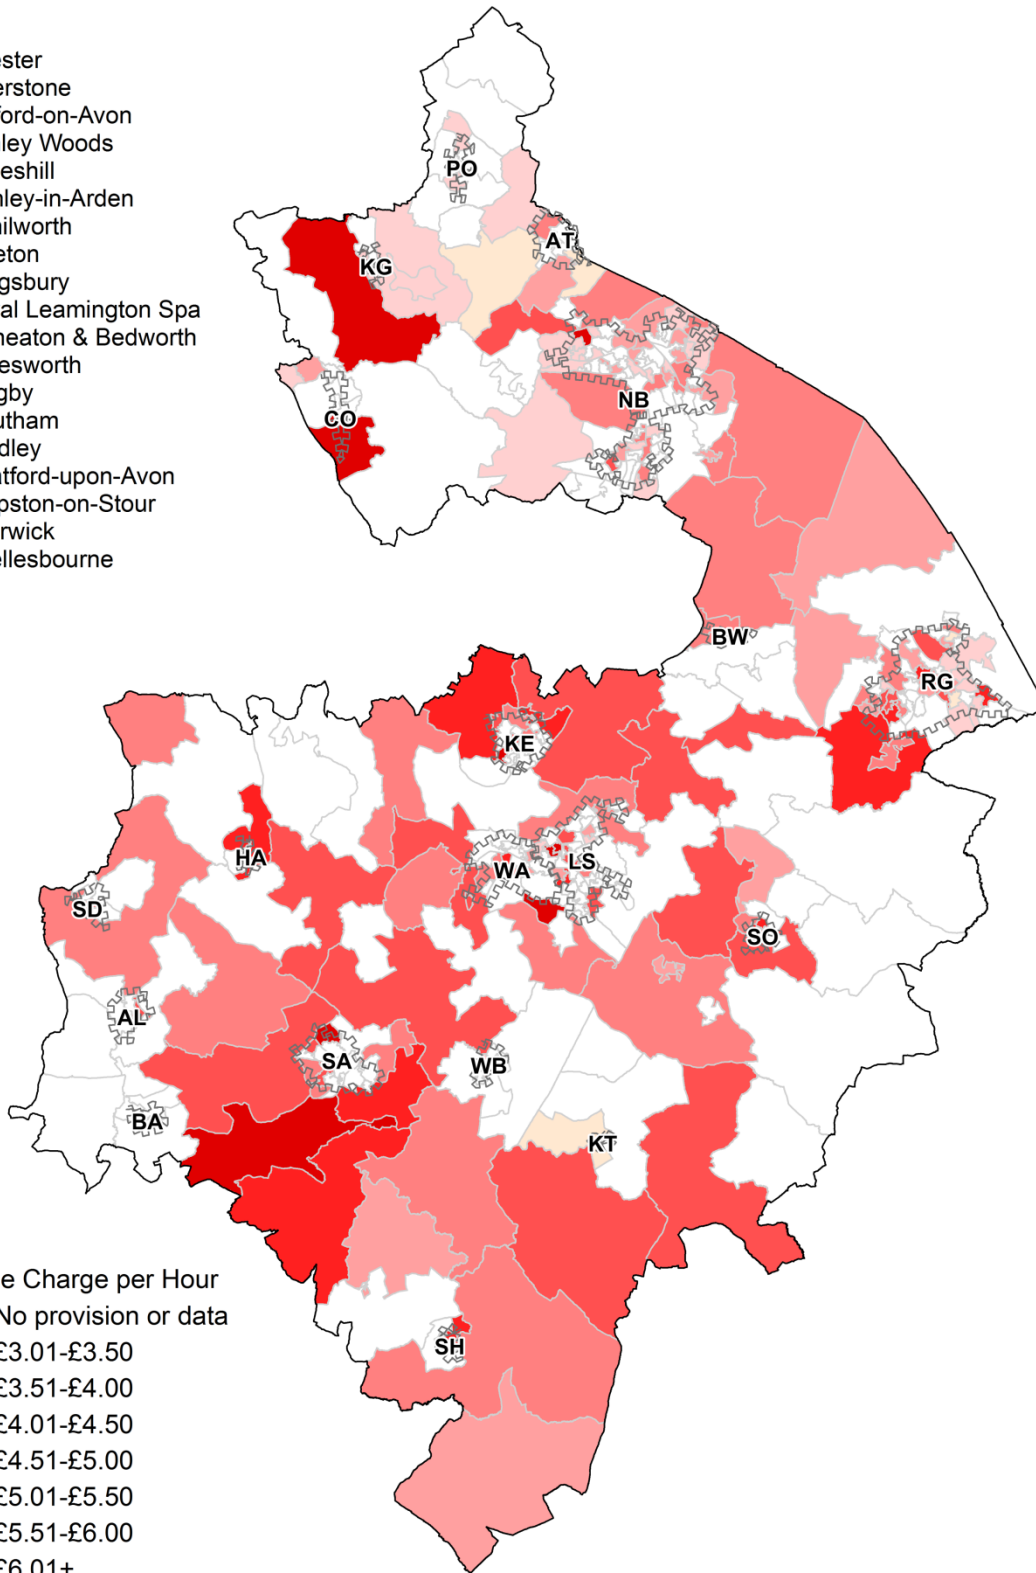 ester
erstone
ford-on-Avon
ley Woods
eshill
ley-in-Arden
ilworth
eton
gsbury
al Leamington Spa
neaton & Bedworth
esworth
gby
utham
dley
atford-upon-Avon
pston-on-Stour
rwick
ellesbourne
PO
AT
KG
NB
CO
BW
RG
KE
HA
WA
LS
SD
SO
AL
SA
WB
BA
KT
SH
e Charge per Hour
No provision or data
£3.01-£3.50
£3.51-£4.00
£4.01-£4.50
£4.51-£5.00
£5.01-£5.50
£5.51-£6.00
£6.01+